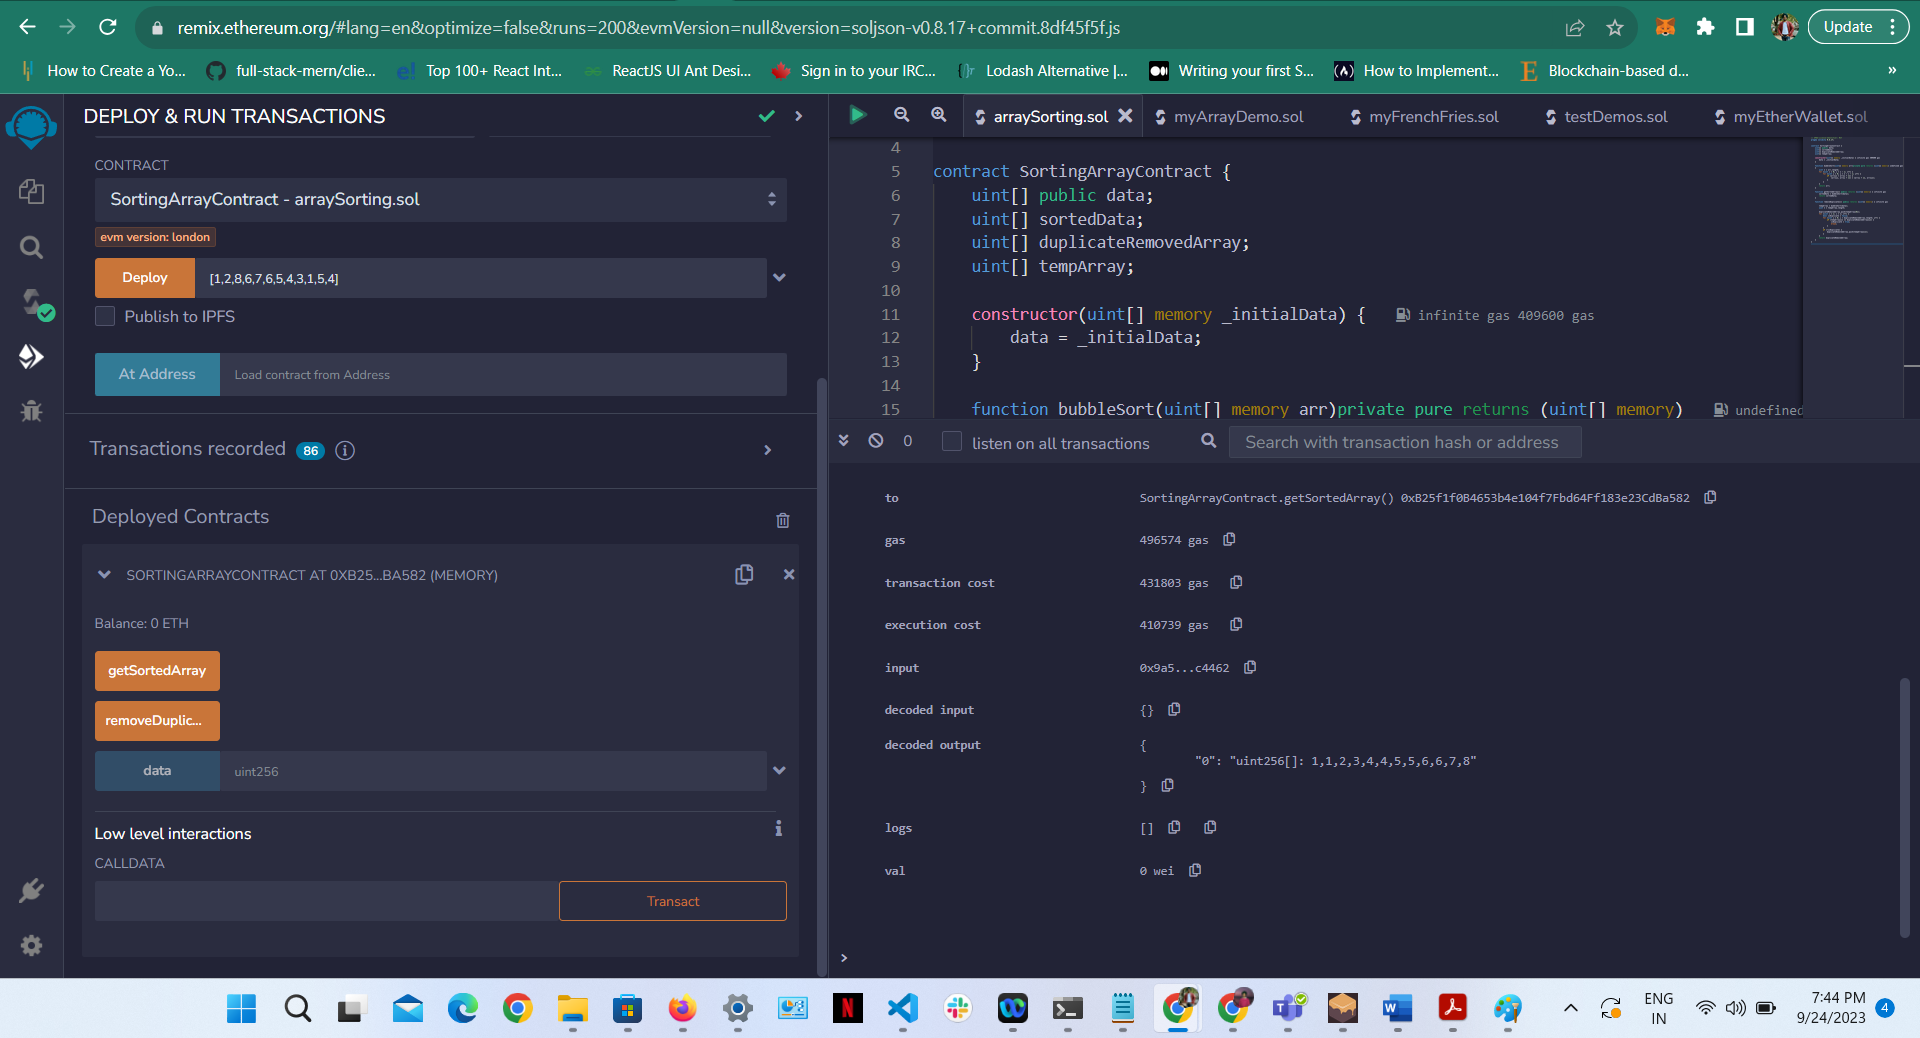 remix.ethereum.org/#lang=en&optimize=false&runs=200&evmVersion=null&version=soljson-v0.8.17+commit.8df45f5f.js
Update
How to Create a Yo...
full-stack-mern/clie...
Top 100+ React Int...
ReactJS UI Ant Desi...
Sign in to your IRC...
Lodash Alternative |...
Writing your first S...
How to Implement...
Blockchain-based d...
»
DEPLOY & RUN TRANSACTIONS
CONTRACT
SortingArrayContract - arraySorting.sol
evm version: london
Deploy
[1,2,8,6,7,6,5,4,3,1,5,4]
Publish to IPFS
At Address
Load contract from Address
Transactions recorded 86
Deployed Contracts
SORTINGARRAYCONTRACT AT 0XB25...BA582 (MEMORY)
Balance: 0 ETH
getSortedArray
removeDuplic...
data
uint256
Low level interactions
CALLDATA
Transact
arraySorting.sol
myArrayDemo.sol
myFrenchFries.sol
testDemos.sol
myEtherWallet.sol
4
5 contract SortingArrayContract {
6 uint[] public data;
7 uint[] sortedData;
8 uint[] duplicateRemovedArray;
9 uint[] tempArray;
10
11 constructor(uint[] memory _initialData) { infinite gas 409600 gas
12 data = _initialData;
13 }
14
15 function bubbleSort(uint[] memory arr)private pure returns (uint[] memory) undefined
0
listen on all transactions
Search with transaction hash or address
to SortingArrayContract.getSortedArray() 0xB25f1f0B4653b4e104f7Fbd64Ff183e23CdBa582
gas 496574 gas
transaction cost 431803 gas
execution cost 410739 gas
input 0x9a5...c4462
decoded input {}
decoded output {
"0": "uint256[]: 1,1,2,3,4,4,5,5,6,6,7,8"
}
logs []
val 0 wei
>
ENG
IN
7:44 PM
9/24/2023
4